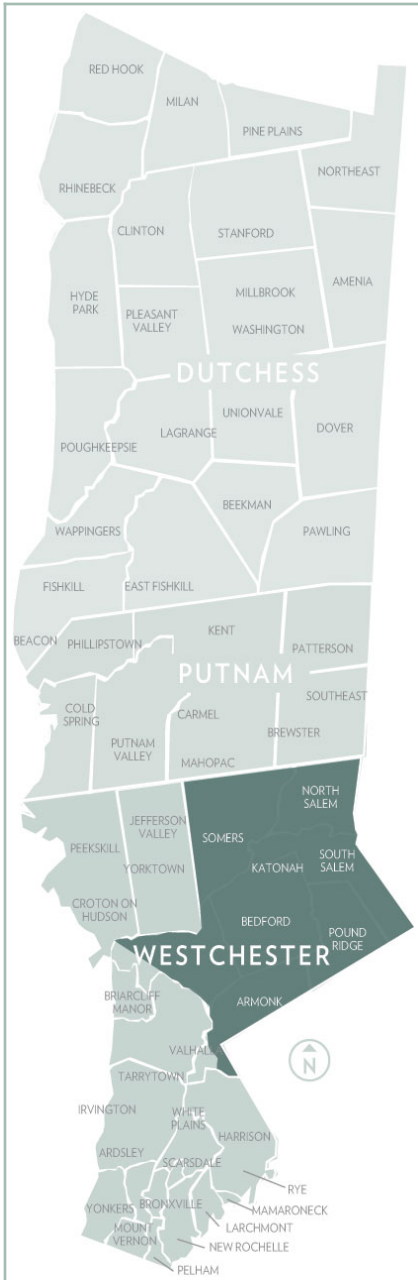 RED HOOK
MILAN
PINE PLAINS
NORTHEAST
RHINEBECK
CLINTON
STANFORD
AMENIA
HYDE
PARK
MILLBROOK
PLEASANT
VALLEY
WASHINGTON
DUTCHESS
UNIONVALE
LAGRANGE
DOVER
POUGHKEEPSIE
BEEKMAN
WAPPINGERS
PAWLING
FISHKILL
EAST FISHKILL
BEACON
PHILLIPSTOWN
KENT
PATTERSON
PUTNAM
SOUTHEAST
COLD
SPRING
CARMEL
PUTNAM
VALLEY
BREWSTER
MAHOPAC
NORTH
SALEM
JEFFERSON
VALLEY
SOMERS
PEEKSKILL
YORKTOWN
KATONAH
SOUTH
SALEM
CROTON ON
HUDSON
BEDFORD
POUND
RIDGE
WESTCHESTER
BRIARCLIFF
MANOR
ARMONK
VALHALLA
N
TARRYTOWN
IRVINGTON
WHITE
PLAINS
HARRISON
ARDSLEY
SCARSDALE
RYE
YONKERS
BRONXVILLE
MAMARONECK
LARCHMONT
MOUNT
VERNON
NEW ROCHELLE
PELHAM